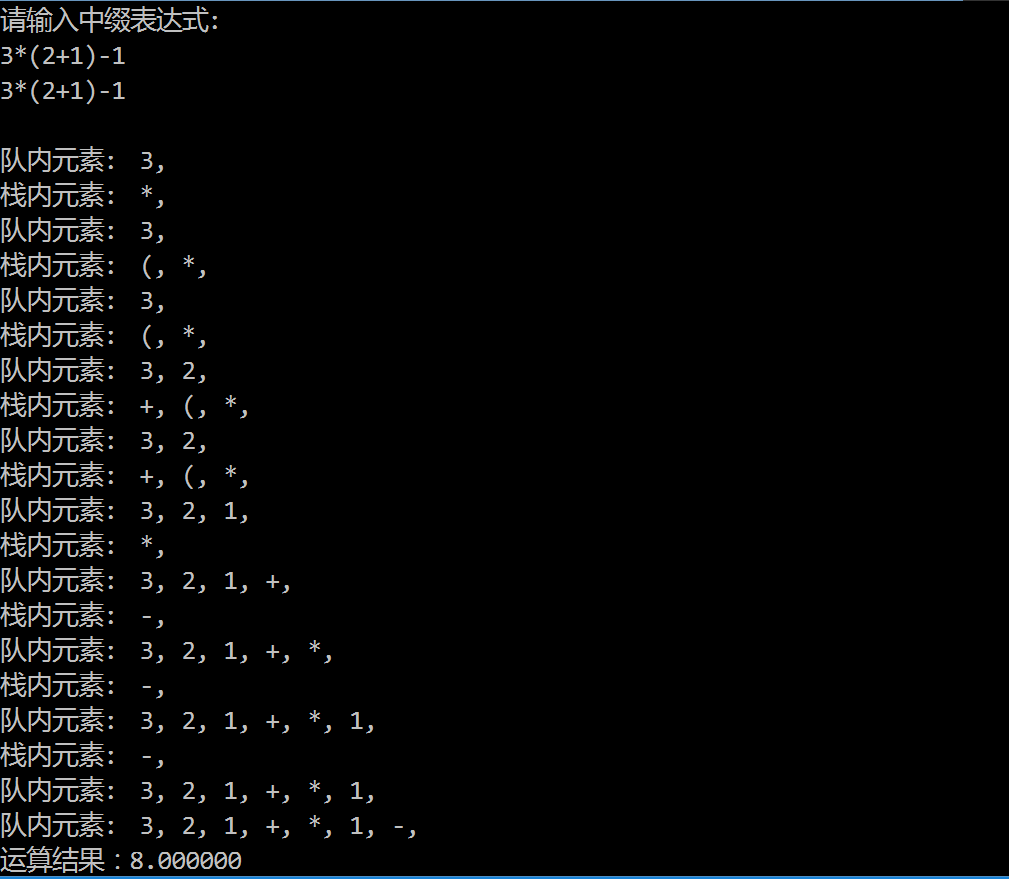 请输入中缀表达式:
3*(2+1)-1
3*(2+1)-1
队内元素: 3,
栈内元素: *,
队内元素: 3,
栈内元素: (, *,
队内元素: 3,
栈内元素: (, *,
队内元素: 3, 2,
栈内元素: +, (, *,
队内元素: 3, 2,
栈内元素: +, (, *,
队内元素: 3, 2, 1,
栈内元素: *,
队内元素: 3, 2, 1, +,
栈内元素: -,
队内元素: 3, 2, 1, +, *,
栈内元素: -,
队内元素: 3, 2, 1, +, *, 1,
栈内元素: -,
队内元素: 3, 2, 1, +, *, 1,
队内元素: 3, 2, 1, +, *, 1, -,
运算结果：8.000000